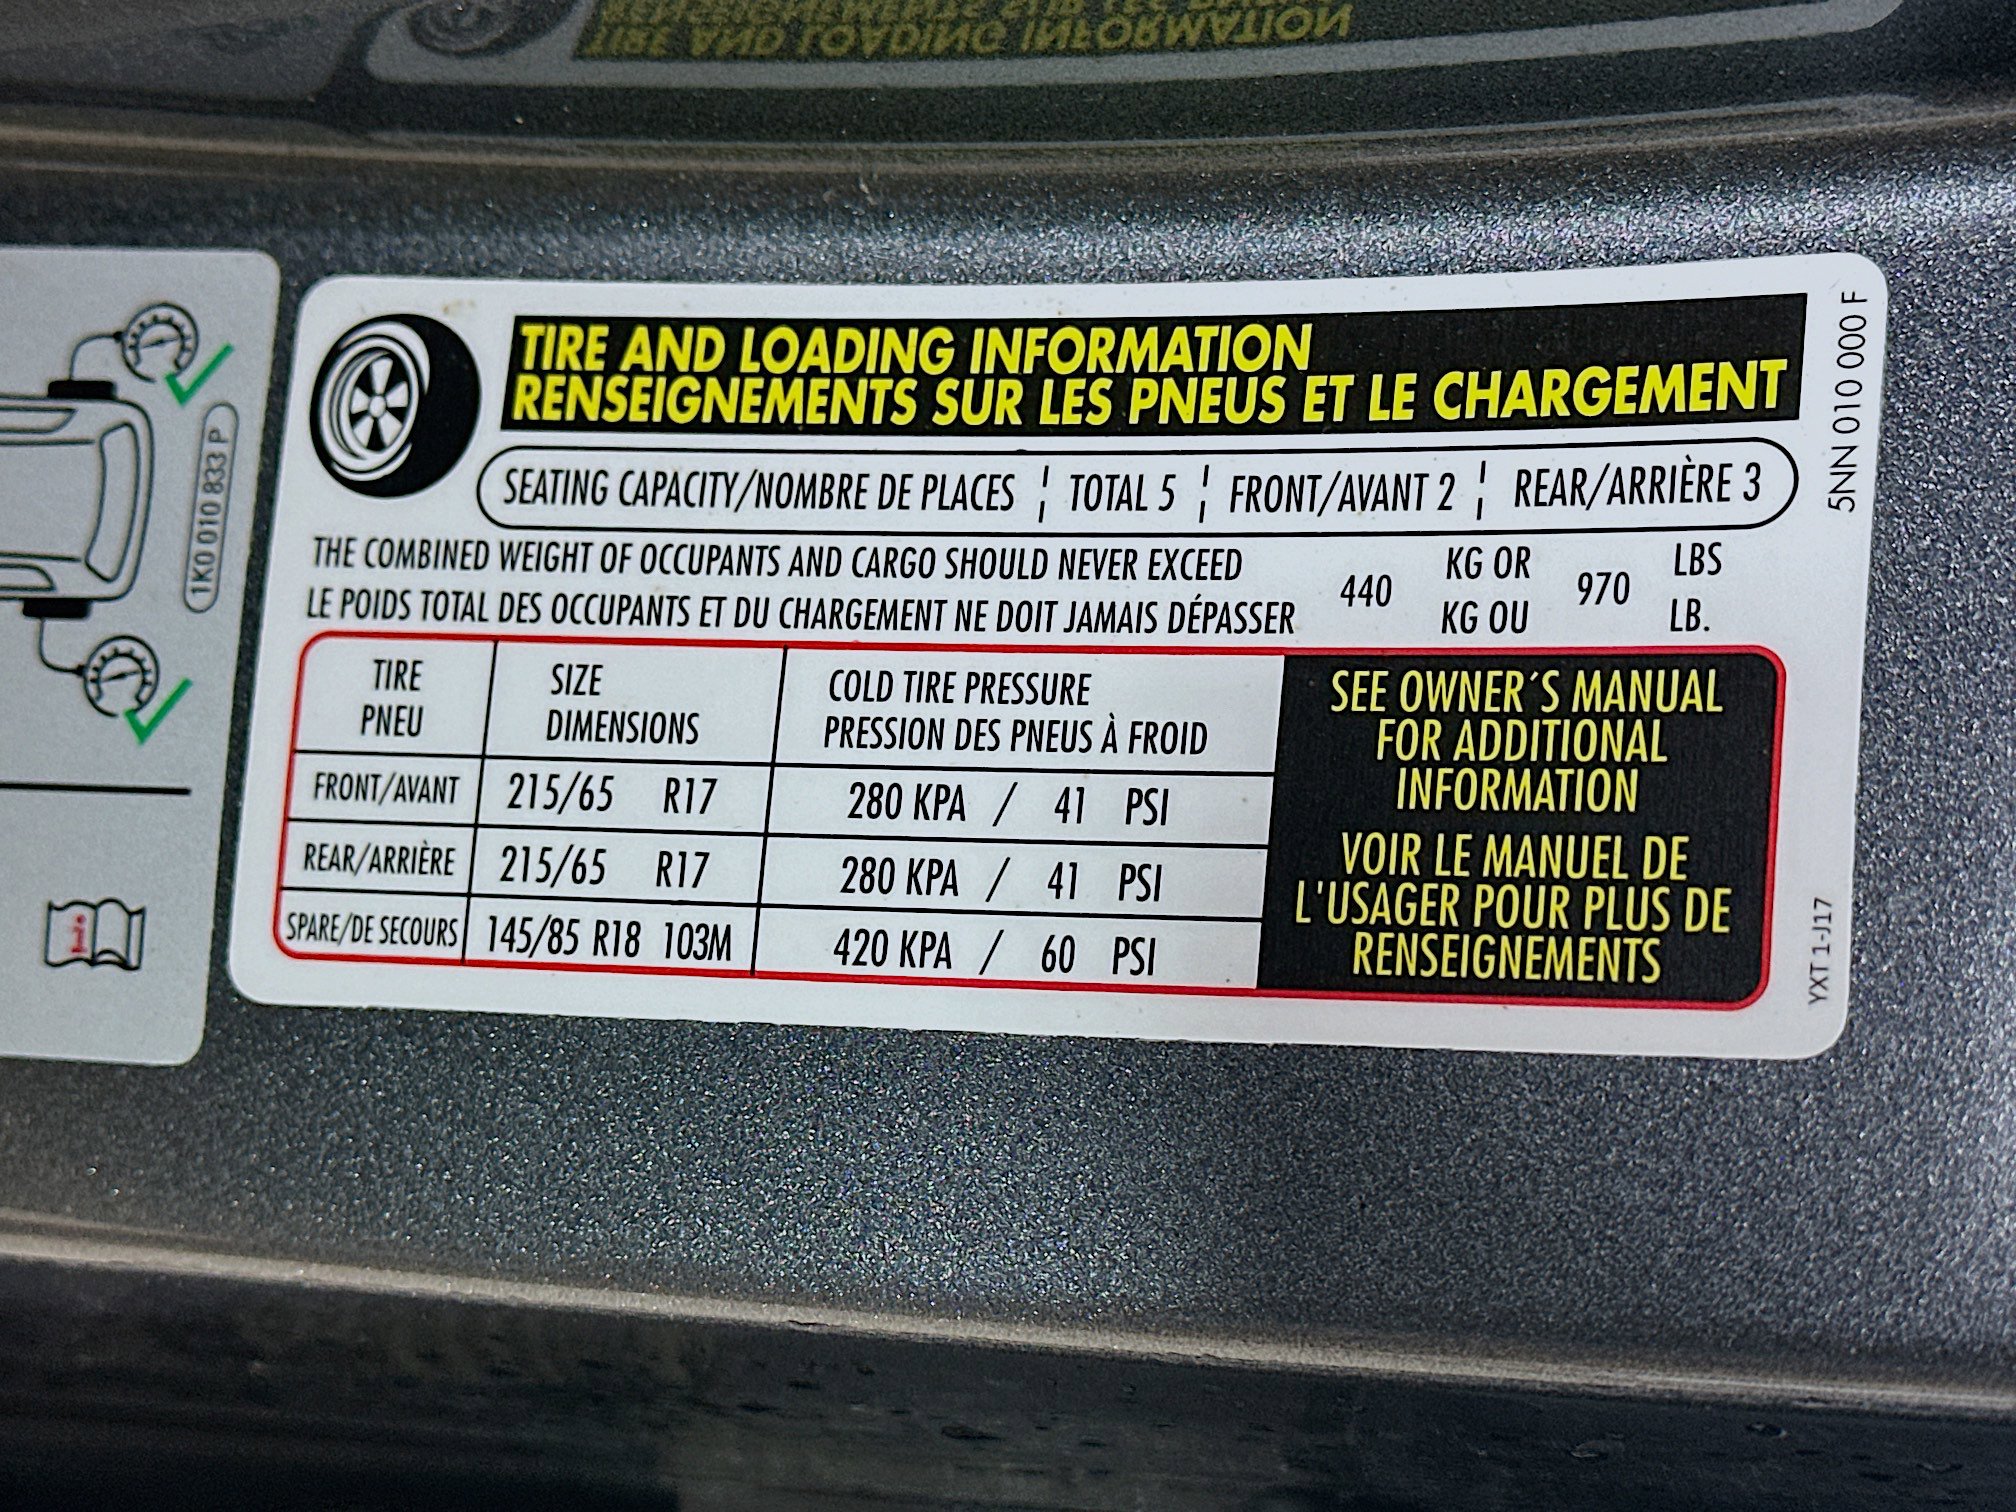 TIRE AND LOADING INFORMATION
TIRE AND LOADING INFORMATION
RENSEIGNEMENTS SUR LES PNEUS ET LE CHARGEMENT
SEATING CAPACITY/NOMBRE DE PLACES ¦ TOTAL 5 ¦ FRONT/AVANT 2 ¦ REAR/ARRIÈRE 3
THE COMBINED WEIGHT OF OCCUPANTS AND CARGO SHOULD NEVER EXCEED 440 KG OR 970 LBS
LE POIDS TOTAL DES OCCUPANTS ET DU CHARGEMENT NE DOIT JAMAIS DÉPASSER KG OU LB.
TIRE SIZE COLD TIRE PRESSURE
PNEU DIMENSIONS PRESSION DES PNEUS À FROID
FRONT/AVANT 215/65 R17 280 KPA / 41 PSI
REAR/ARRIÈRE 215/65 R17 280 KPA / 41 PSI
SPARE/DE SECOURS 145/85 R18 103M 420 KPA / 60 PSI
SEE OWNER´S MANUAL
FOR ADDITIONAL
INFORMATION
VOIR LE MANUEL DE
L'USAGER POUR PLUS DE
RENSEIGNEMENTS
5NN 010 000 F
YXT 1-J17
1K0 010 833 P
i